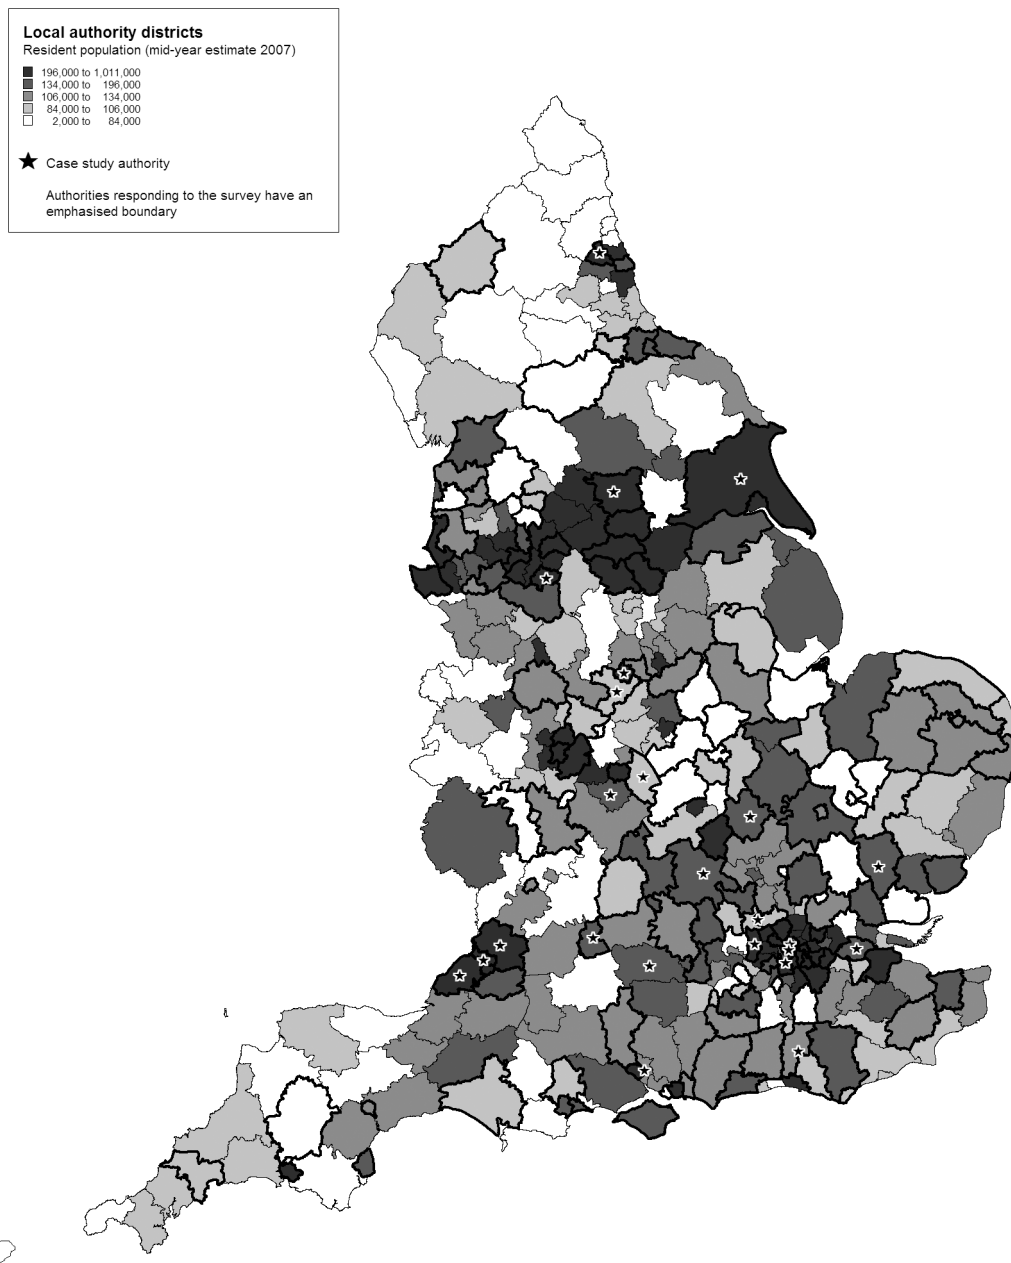 Local authority districts
Resident population (mid-year estimate 2007)
196,000 to 1,011,000
134,000 to 196,000
106,000 to 134,000
84,000 to 106,000
2,000 to 84,000
Case study authority
Authorities responding to the survey have an
emphasised boundary